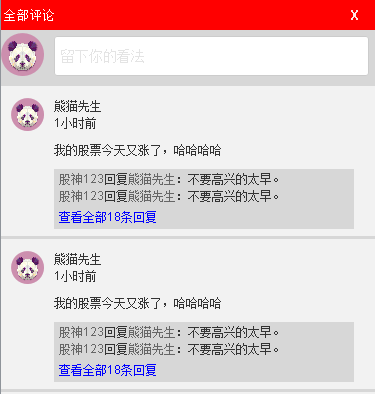 全部评论 X
留下你的看法
熊猫先生
1小时前
我的股票今天又涨了，哈哈哈哈
股神123回复熊猫先生：不要高兴的太早。
股神123回复熊猫先生：不要高兴的太早。
查看全部18条回复
熊猫先生
1小时前
我的股票今天又涨了，哈哈哈哈
股神123回复熊猫先生：不要高兴的太早。
股神123回复熊猫先生：不要高兴的太早。
查看全部18条回复